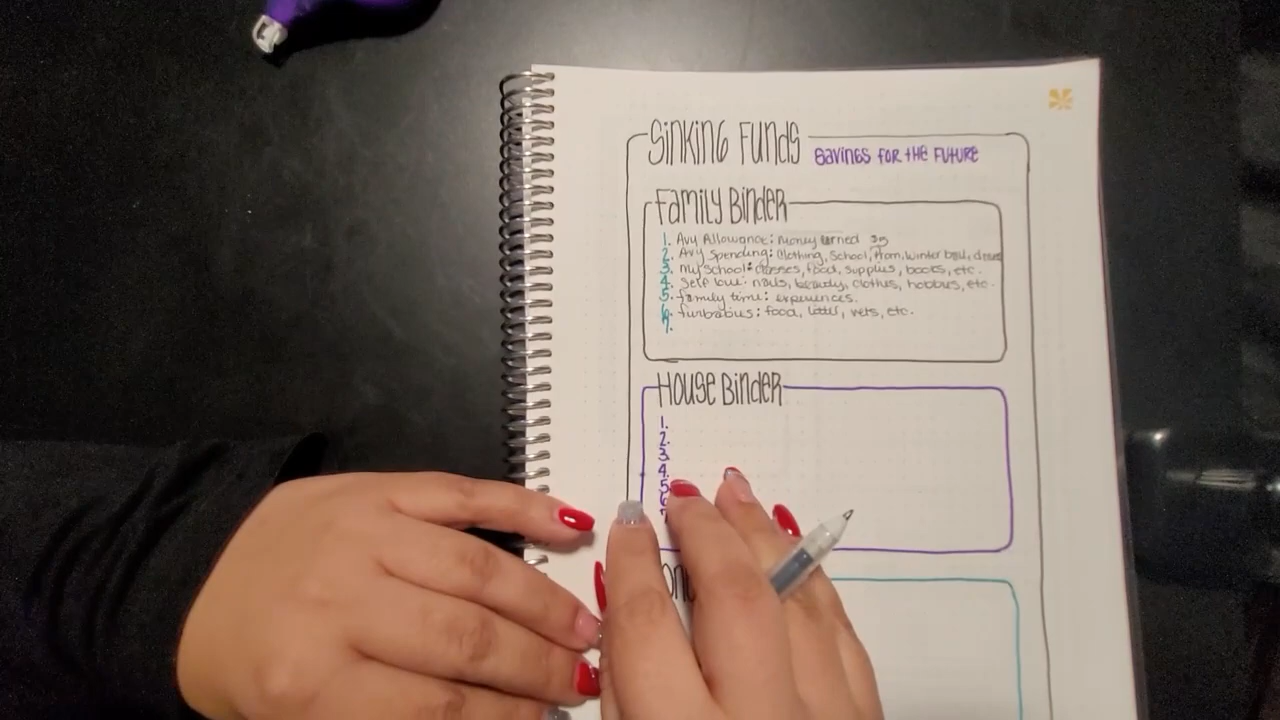 Sinking Funds
Savings for the Future
Family Binder
1. Avy Allowance: Money earned
2. Avy Spending: Clothing, School, Prom, Winter ball, dress
3. My School: classes, food, supplies, books, etc.
4. Self love: nails, beauty, clothes, hobbies, etc.
5. family time: experiences.
6. furbabies: food, litter, vets, etc.
7.
House Binder
1.
2.
3.
4.
5.
6.
7.